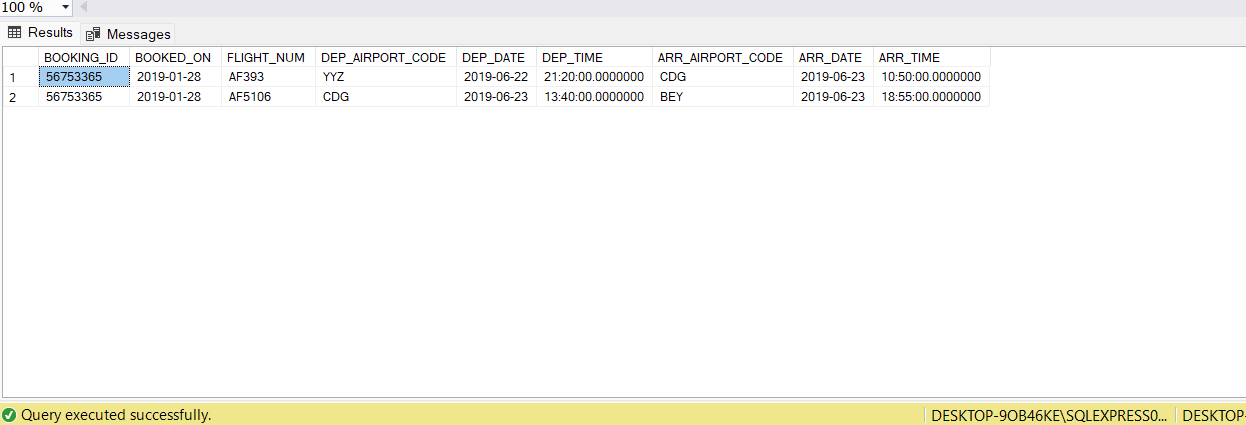 100 %
Results Messages
BOOKING_ID BOOKED_ON FLIGHT_NUM DEP_AIRPORT_CODE DEP_DATE DEP_TIME ARR_AIRPORT_CODE ARR_DATE ARR_TIME
1 56753365 2019-01-28 AF393 YYZ 2019-06-22 21:20:00.0000000 CDG 2019-06-23 10:50:00.0000000
2 56753365 2019-01-28 AF5106 CDG 2019-06-23 13:40:00.0000000 BEY 2019-06-23 18:55:00.0000000
Query executed successfully. DESKTOP-9OB46KE\SQLEXPRESS0... DESKTOP-